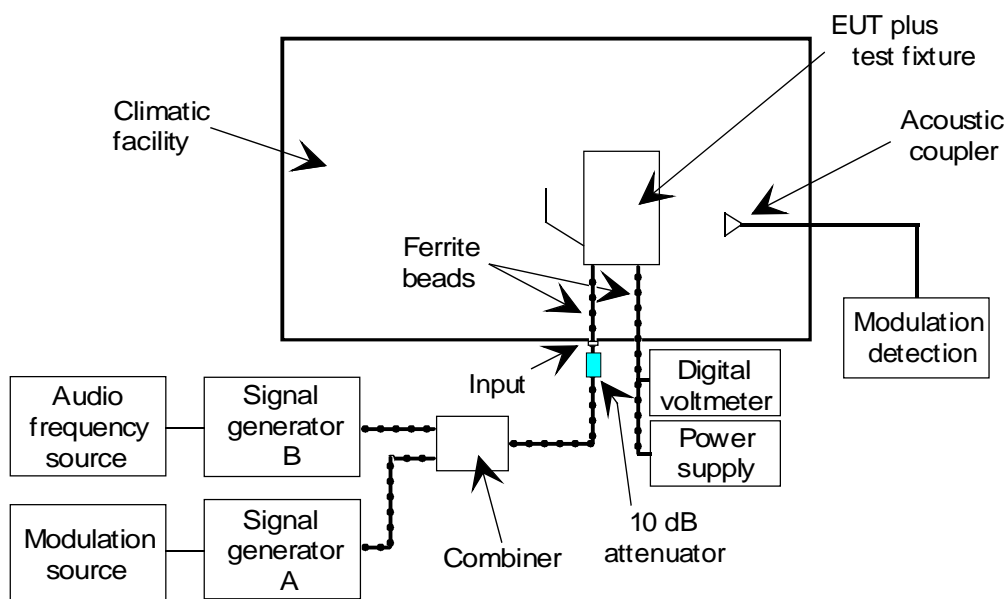 EUT plus
test fixture
Climatic
facility
Acoustic
coupler
Ferrite
beads
Modulation
detection
Input
Digital
voltmeter
Power
supply
Audio
frequency
source
Signal
generator
B
Modulation
source
Signal
generator
A
Combiner
10 dB
attenuator